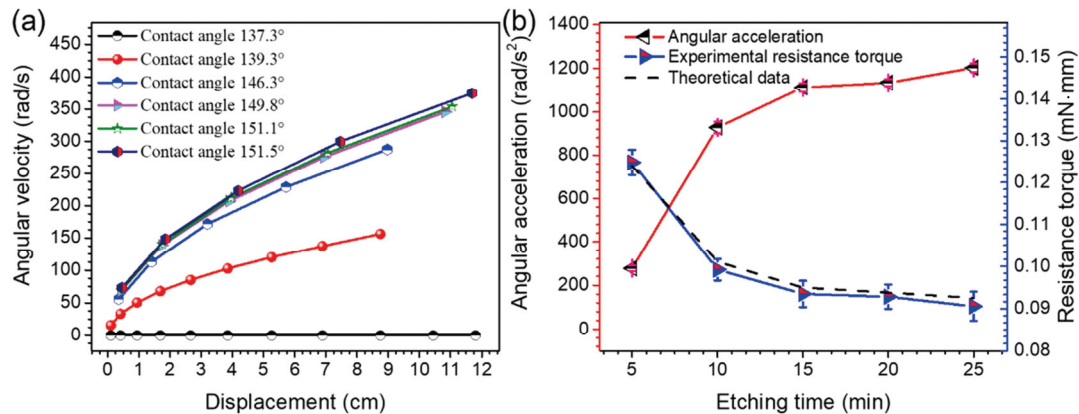 (a)
450
400
350
300
250
200
150
100
50
0
Angular velocity (rad/s)
Contact angle 137.3°
Contact angle 139.3°
Contact angle 146.3°
Contact angle 149.8°
Contact angle 151.1°
Contact angle 151.5°
0 1 2 3 4 5 6 7 8 9 10 11 12
Displacement (cm)
(b)
1400
1200
1000
800
600
400
200
0
Angular acceleration (rad/s²)
Angular acceleration
Experimental resistance torque
Theoretical data
0.15
0.14
0.13
0.12
0.11
0.10
0.09
0.08
Resistance torque (mN·mm)
5 10 15 20 25
Etching time (min)